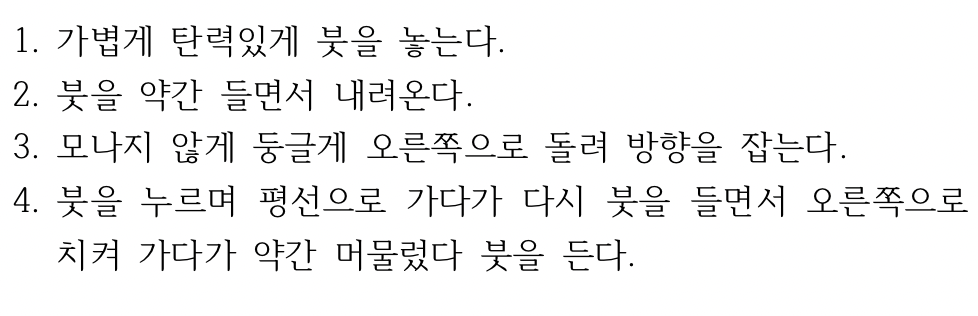 1. 가볍게 탄력있게 붓을 놓는다.
2. 붓을 약간 들면서 내려온다.
3. 모나지 않게 둥글게 오른쪽으로 돌려 방향을 잡는다.
4. 붓을 누르며 평선으로 가다가 다시 붓을 들면서 오른쪽으로
치켜 가다가 약간 머물렀다 붓을 든다.